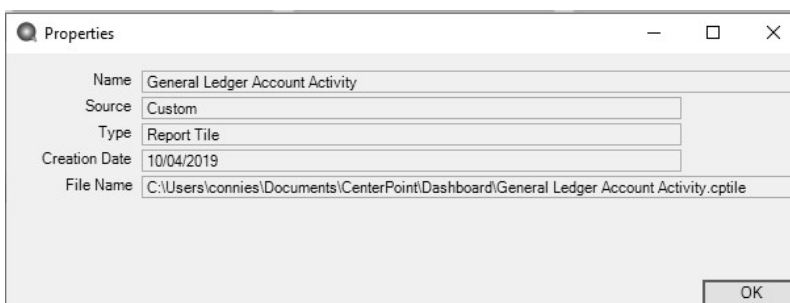 Properties
Name General Ledger Account Activity
Source Custom
Type Report Tile
Creation Date 10/04/2019
File Name C:\Users\connies\Documents\CenterPoint\Dashboard\General Ledger Account Activity.cptile
OK